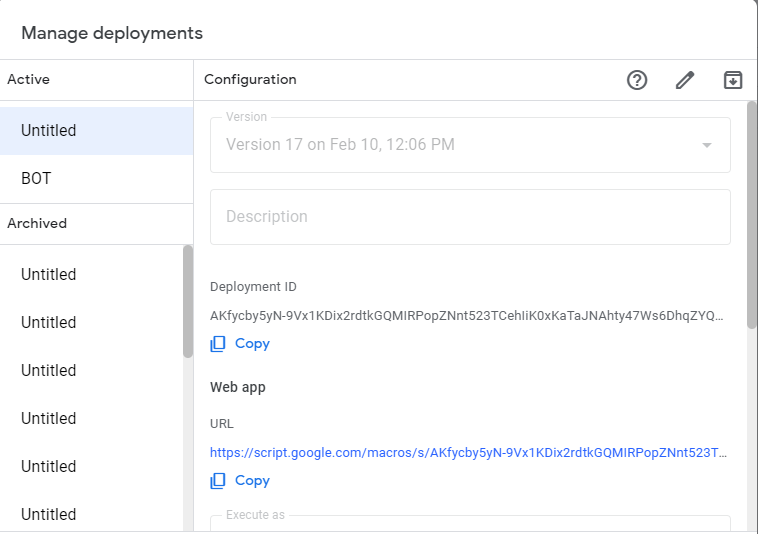 Manage deployments
Active
Configuration
Untitled
BOT
Archived
Untitled
Untitled
Untitled
Untitled
Untitled
Untitled
Version
Version 17 on Feb 10, 12:06 PM
Description
Deployment ID
AKfycby5yN-9Vx1KDix2rdtkGQMIRPopZNnt523TCehIiK0xKaTaJNAhty47Ws6DhqZYQ...
Copy
Web app
URL
https://script.google.com/macros/s/AKfycby5yN-9Vx1KDix2rdtkGQMIRPopZNnt523T...
Copy
Execute as